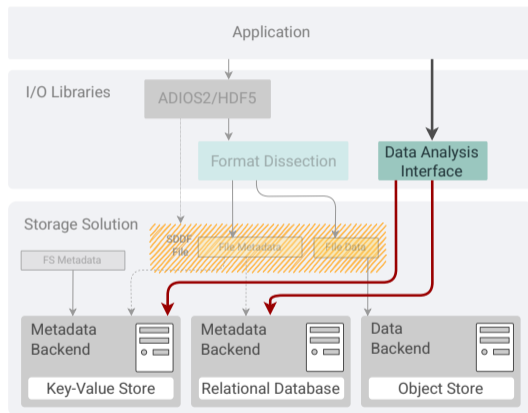 Application
I/O Libraries
ADIOS2/HDF5
Format Dissection
Data Analysis
Interface
Storage Solution
SDDF
File
File Metadata
File Data
FS Metadata
Metadata
Backend
Key-Value Store
Metadata
Backend
Relational Database
Data
Backend
Object Store